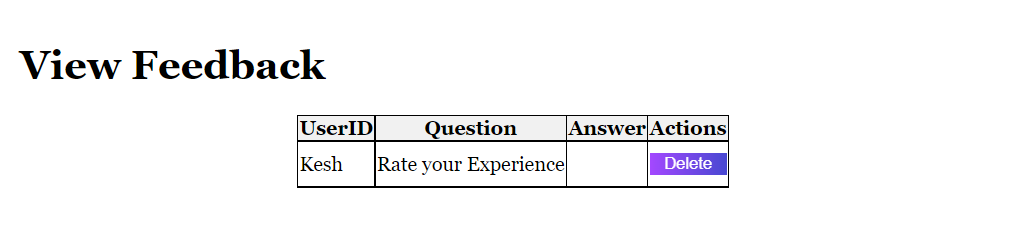 View Feedback
UserID Question Answer Actions
Kesh Rate your Experience Delete